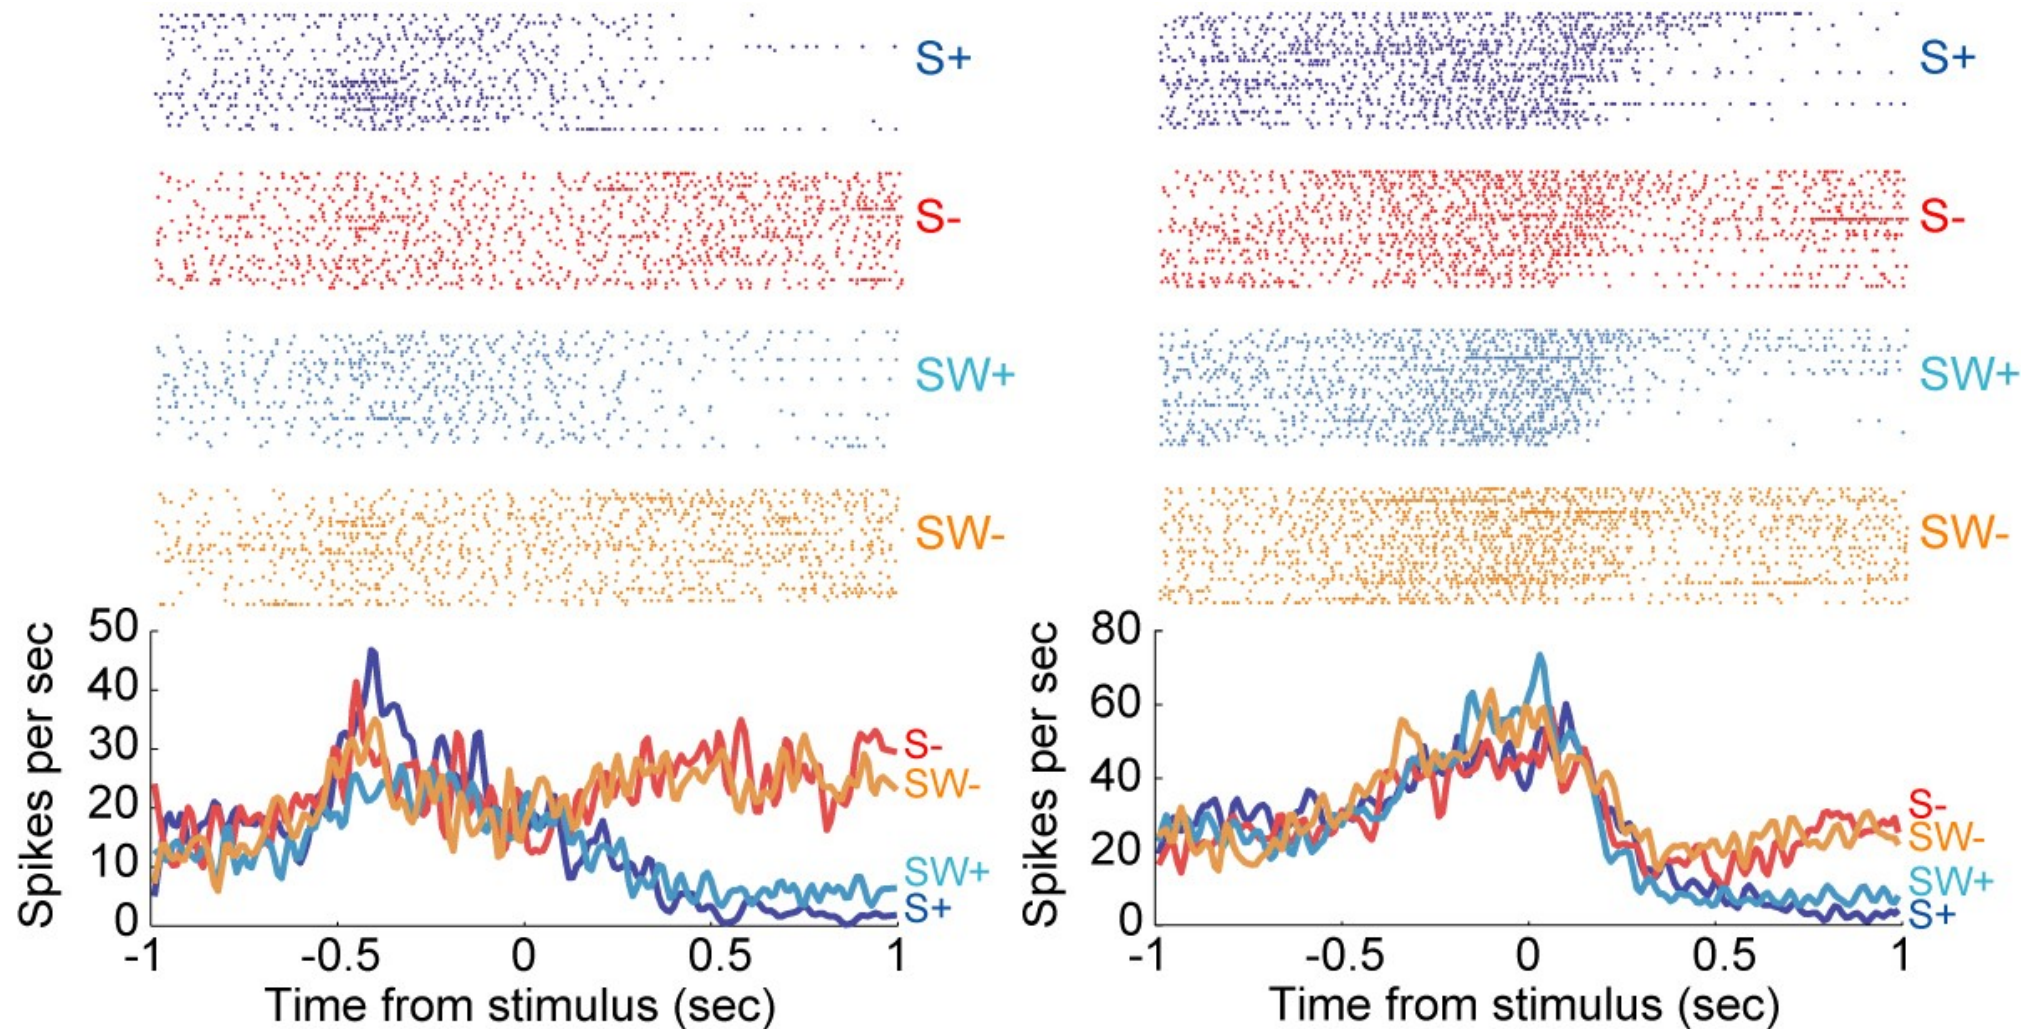 S+
S-
SW+
SW-
50
40
30
20
10
0
Spikes per sec
S-
SW-
SW+
S+
-1
-0.5
0
0.5
1
Time from stimulus (sec)
S+
S-
SW+
SW-
80
60
40
20
0
Spikes per sec
S-
SW-
SW+
S+
-1
-0.5
0
0.5
1
Time from stimulus (sec)